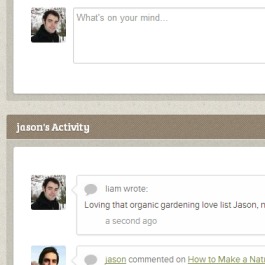 What's on your mind...
jason's Activity
liam wrote:
Loving that organic gardening love list Jason,
a second ago
jason commented on How to Make a